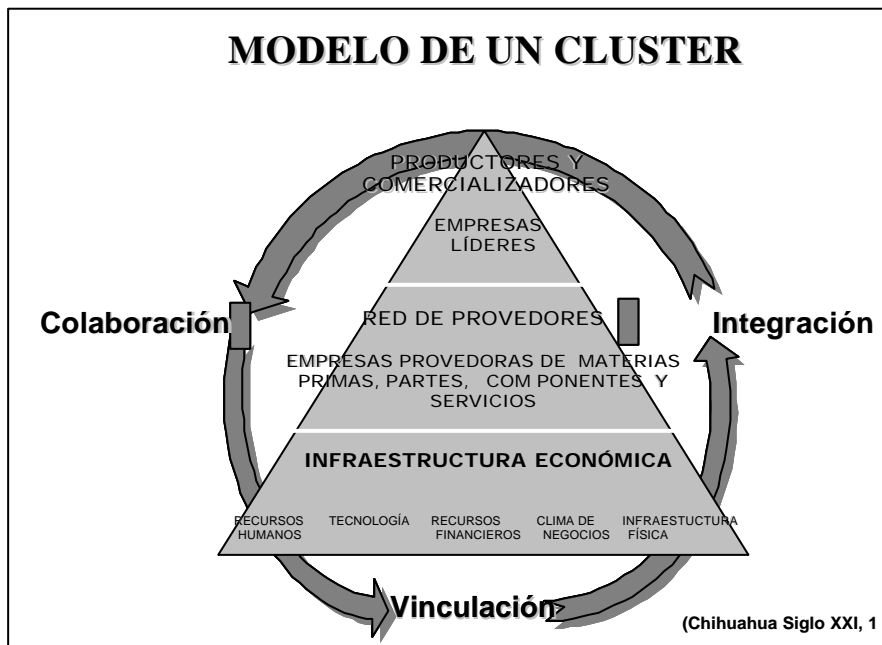 MODELO DE UN CLUSTER
PRODUCTORES Y
COMERCIALIZADORES
EMPRESAS
LÍDERES
Colaboración
RED DE PROVEDORES
Integración
EMPRESAS PROVEDORAS DE MATERIAS
PRIMAS, PARTES, COM PONENTES Y
SERVICIOS
INFRAESTRUCTURA ECONÓMICA
RECURSOS
HUMANOS
TECNOLOGÍA
RECURSOS
FINANCIEROS
CLIMA DE
NEGOCIOS
INFRAESTUCTURA
FÍSICA
Vinculación
(Chihuahua Siglo XXI, 1